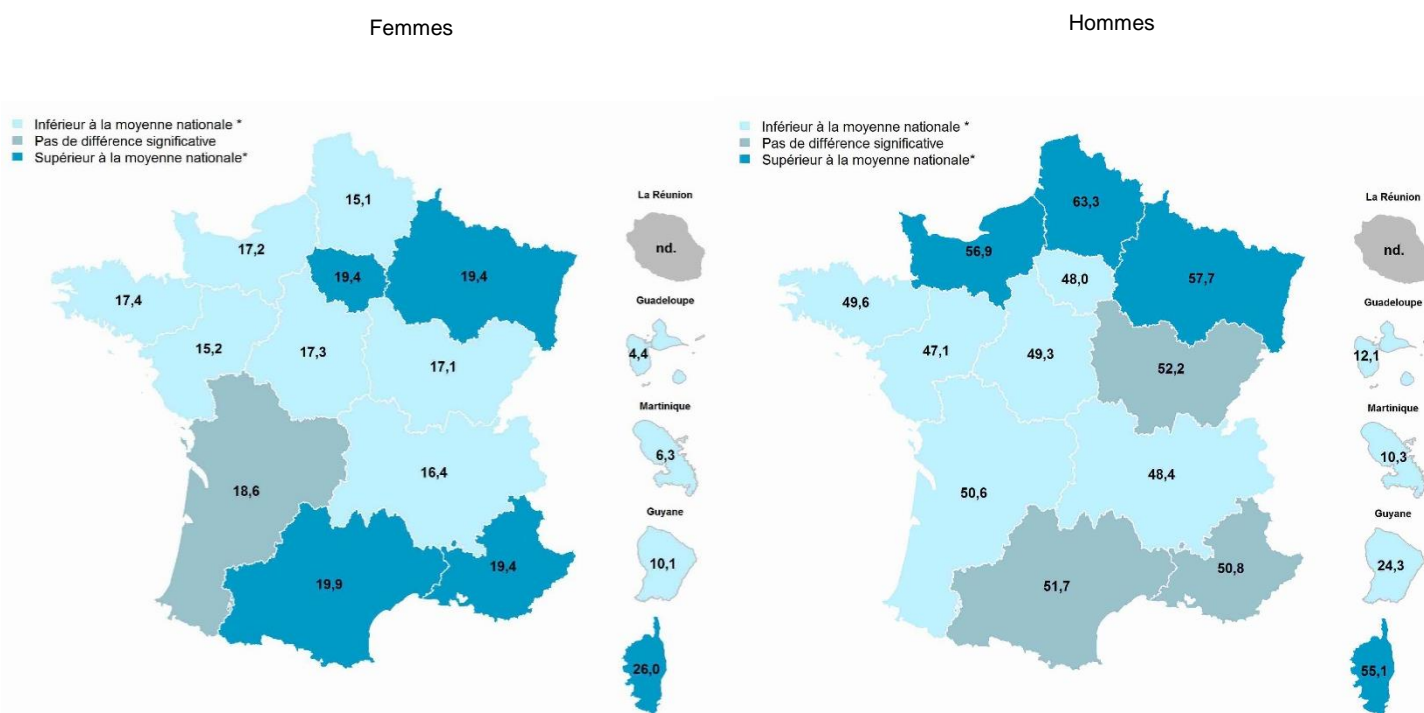 Femmes
Inférieur à la moyenne nationale *
Pas de différence significative
Supérieur à la moyenne nationale*
15,1
17,2
19,4
19,4
17,4
15,2
17,3
17,1
16,4
18,6
19,9
19,4
La Réunion
nd.
Guadeloupe
4,4
Martinique
6,3
Guyane
10,1
26,0
Hommes
Inférieur à la moyenne nationale *
Pas de différence significative
Supérieur à la moyenne nationale*
63,3
56,9
48,0
57,7
49,6
47,1
49,3
52,2
48,4
50,6
51,7
50,8
La Réunion
nd.
Guadeloupe
12,1
Martinique
10,3
Guyane
24,3
55,1